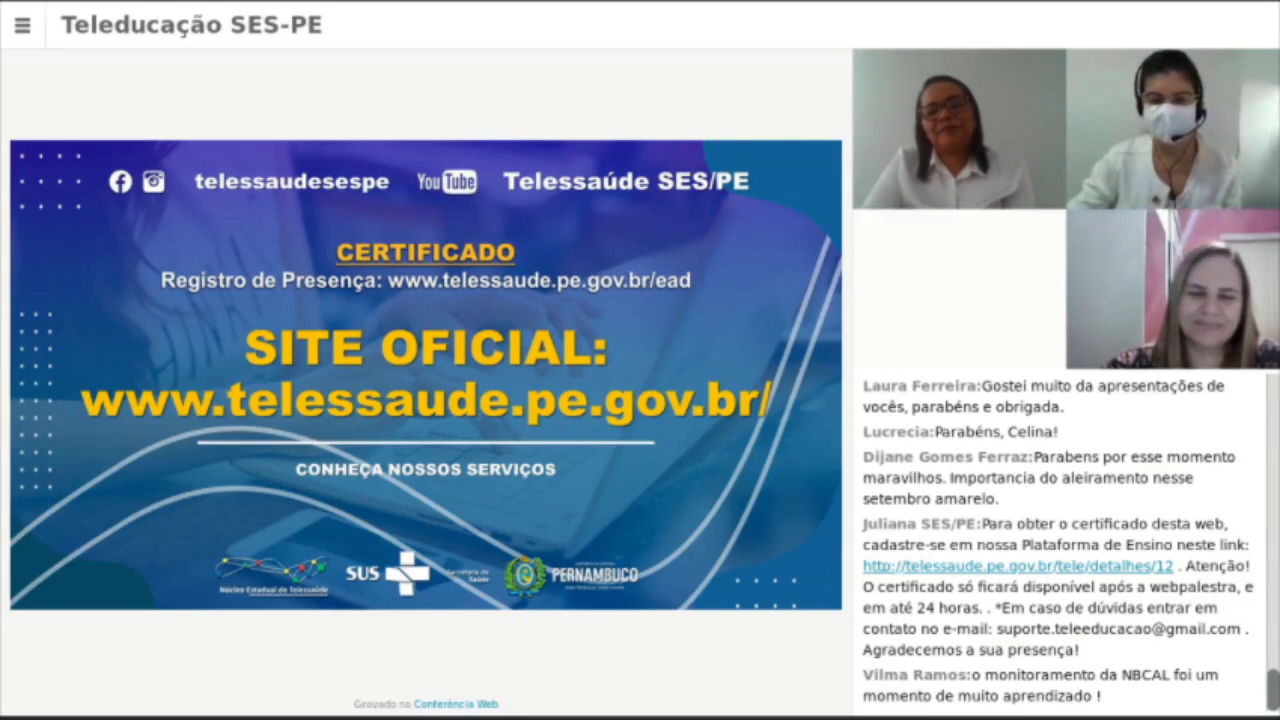 Teleducação SES-PE
telessaudesespe YouTube Telessaúde SES/PE
CERTIFICADO
Registro de Presença: www.telessaude.pe.gov.br/ead
SITE OFICIAL:
www.telessaude.pe.gov.br/
CONHEÇA NOSSOS SERVIÇOS
Núcleo Estadual de Telessaúde
SUS
Secretaria de
Saúde
PERNAMBUCO
Gravado no Conferência Web
Laura Ferreira:Gostei muito da apresentações de
vocês, parabéns e obrigada.
Lucrecia:Parabéns, Celina!
Dijane Gomes Ferraz:Parabens por esse momento
maravilhos. Importancia do aleiramento nesse
setembro amarelo.
Juliana SES/PE:Para obter o certificado desta web,
cadastre-se em nossa Plataforma de Ensino neste link:
http://telessaude.pe.gov.br/tele/detalhes/12 . Atenção!
O certificado só ficará disponível após a webpalestra, e
em até 24 horas. . *Em caso de dúvidas entrar em
contato no e-mail: suporte.teleeducacao@gmail.com .
Agradecemos a sua presença!
Vilma Ramos:o monitoramento da NBCAL foi um
momento de muito aprendizado !